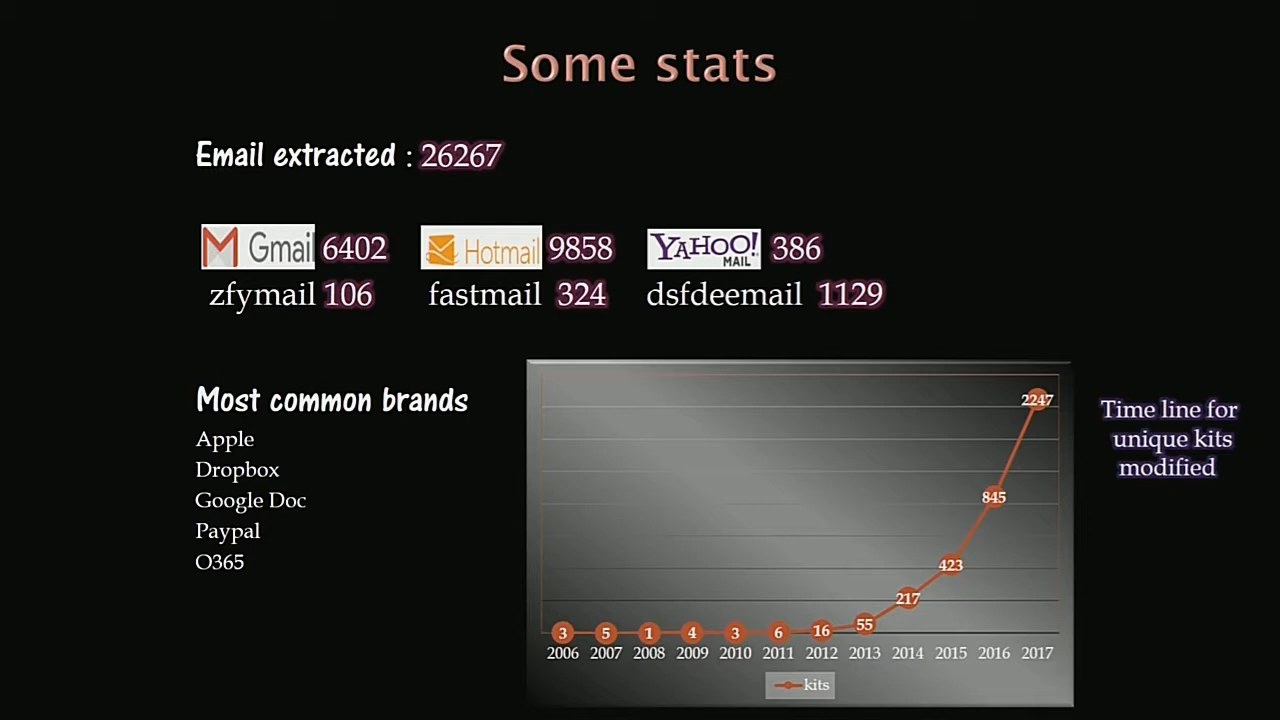 Some stats
Email extracted : 26267
Gmail 6402 Hotmail 9858 YAHOO! MAIL 386
zfymail 106 fastmail 324 dsfdeemail 1129
Most common brands
Apple
Dropbox
Google Doc
Paypal
O365
2247
845
423
217
3 5 1 4 3 6 16 55
2006 2007 2008 2009 2010 2011 2012 2013 2014 2015 2016 2017
kits
Time line for
unique kits
modified